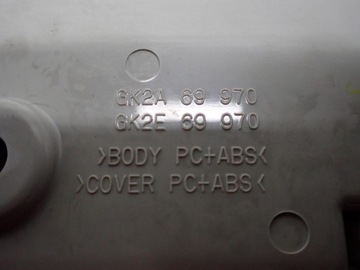 GK2A 69 970
GK2E 69 970
>BODY PC+ABS<
>COVER PC+ABS<